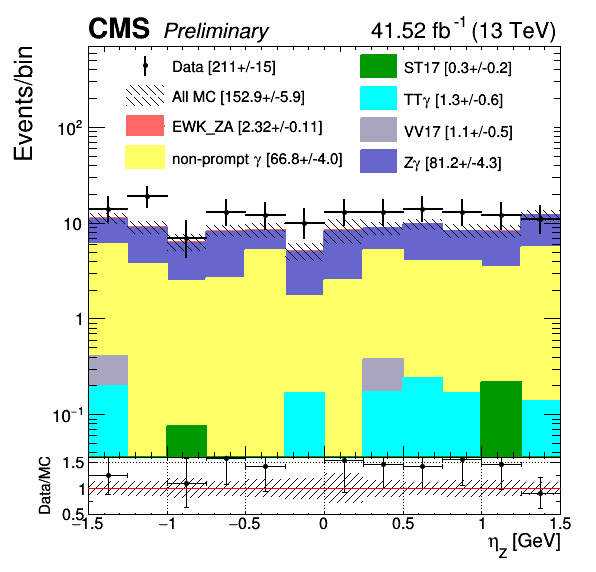 CMS Preliminary 41.52 fb⁻¹ (13 TeV)
Events/bin
Data [211+/-15]
All MC [152.9+/-5.9]
EWK_ZA [2.32+/-0.11]
non-prompt γ [66.8+/-4.0]
ST17 [0.3+/-0.2]
TTγ [1.3+/-0.6]
VV17 [1.1+/-0.5]
Zγ [81.2+/-4.3]
10²
10
1
10⁻¹
Data/MC
1.5
1
0.5
−1.5 −1 −0.5 0 0.5 1 1.5
η_Z [GeV]